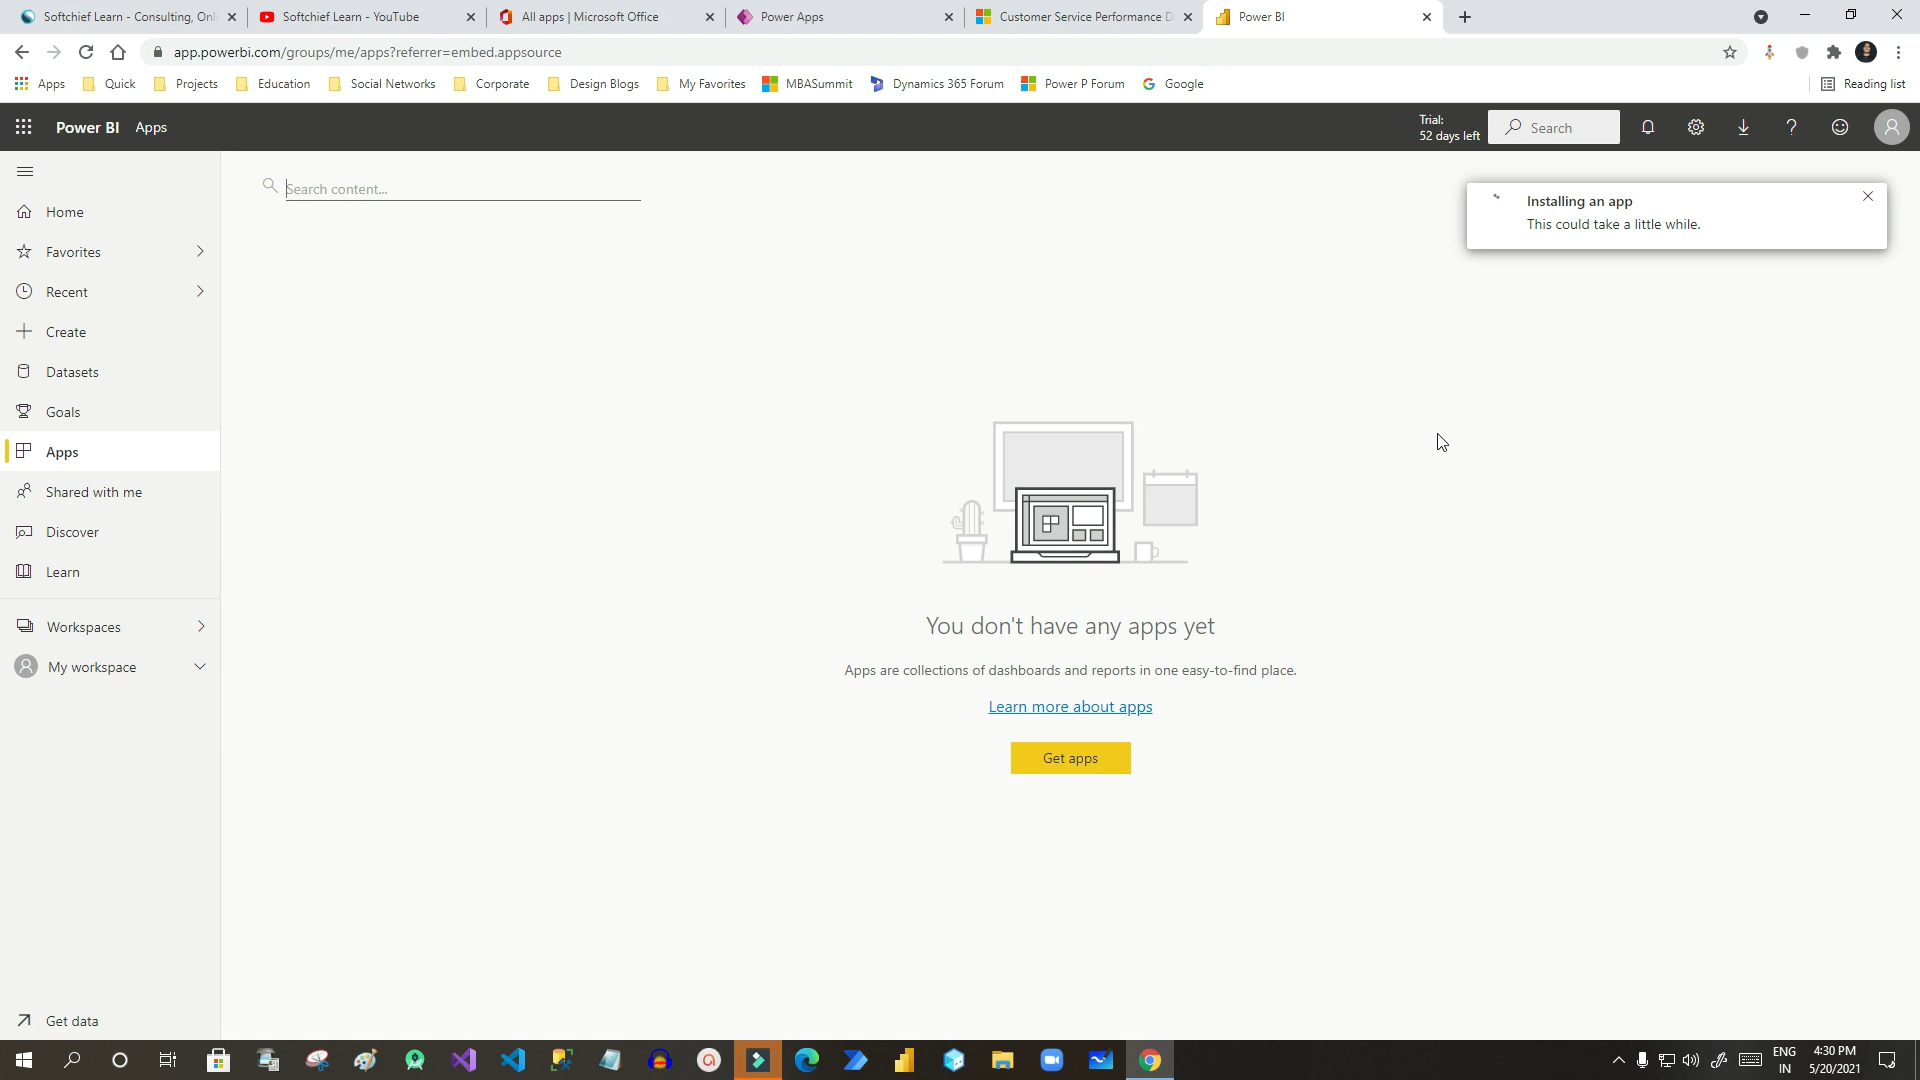 Softchief Learn - Consulting, Onli
Softchief Learn - YouTube
All apps | Microsoft Office
Power Apps
Customer Service Performance D
Power BI
app.powerbi.com/groups/me/apps?referrer=embed.appsource
Apps
Quick
Projects
Education
Social Networks
Corporate
Design Blogs
My Favorites
MBASummit
Dynamics 365 Forum
Power P Forum
Google
Reading list
Power BI
Apps
Trial:
52 days left
Search
Search content...
Installing an app
This could take a little while.
Home
Favorites
Recent
Create
Datasets
Goals
Apps
Shared with me
Discover
Learn
Workspaces
My workspace
Get data
You don't have any apps yet
Apps are collections of dashboards and reports in one easy-to-find place.
Learn more about apps
Get apps
ENG
IN
4:30 PM
5/20/2021